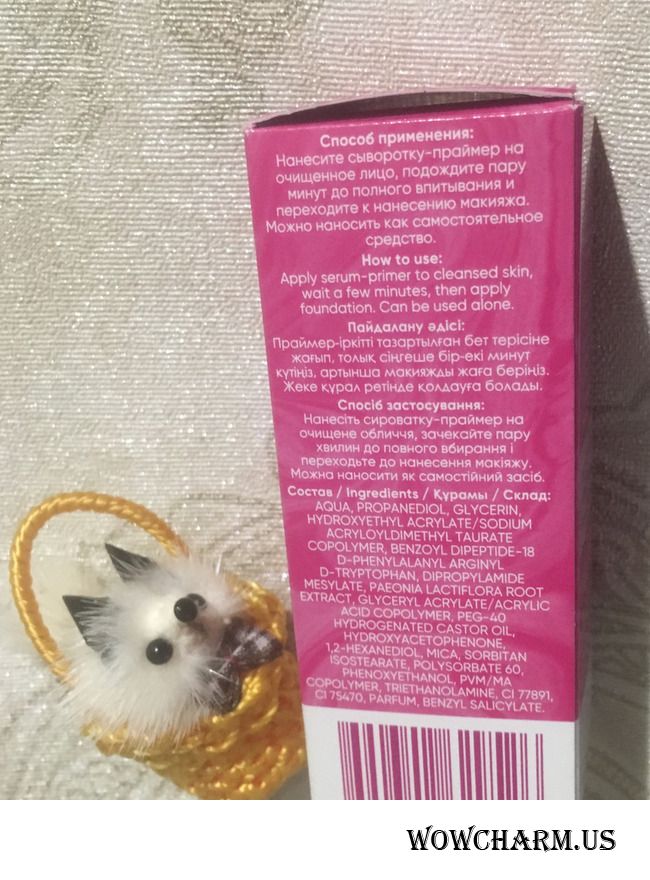 Способ применения:
Нанесите сыворотку-праймер на
очищенное лицо, подождите пару
минут до полного впитывания и
переходите к нанесению макияжа.
Можно наносить как самостоятельное
средство.
How to use:
Apply serum-primer to cleansed skin,
wait a few minutes, then apply
foundation. Can be used alone.
Пайдалану әдісі:
Праймер-іркітті тазартылған бет терісіне
жағып, толық сіңгеше бір-екі минут
күтіңіз, артынша макияжды жаға беріңіз.
Жеке құрал ретінде қолдауға болады.
Спосіб застосування:
Нанесіть сироватку-праймер на
очищене обличчя, зачекайте пару
хвилин до повного вбирання і
переходьте до нанесення макіяжу.
Можна наносити як самостійний засіб.
Состав / Ingredients / Құрамы / Склад:
AQUA, PROPANEDIOL, GLYCERIN,
HYDROXYETHYL ACRYLATE/SODIUM
ACRYLOYLDIMETHYL TAURATE
COPOLYMER, BENZOYL DIPEPTIDE-18
D-PHENYLALANYL ARGINYL
D-TRYPTOPHAN, DIPROPYLAMIDE
MESYLATE, PAEONIA LACTIFLORA ROOT
EXTRACT, GLYCERYL ACRYLATE/ACRYLIC
ACID COPOLYMER, PEG-40
HYDROGENATED CASTOR OIL,
HYDROXYACETOPHENONE,
1,2-HEXANEDIOL, MICA, SORBITAN
ISOSTEARATE, POLYSORBATE 60,
PHENOXYETHANOL, PVM/MA
COPOLYMER, TRIETHANOLAMINE, CI 77891,
CI 75470, PARFUM, BENZYL SALICYLATE.
WOWCHARM.US